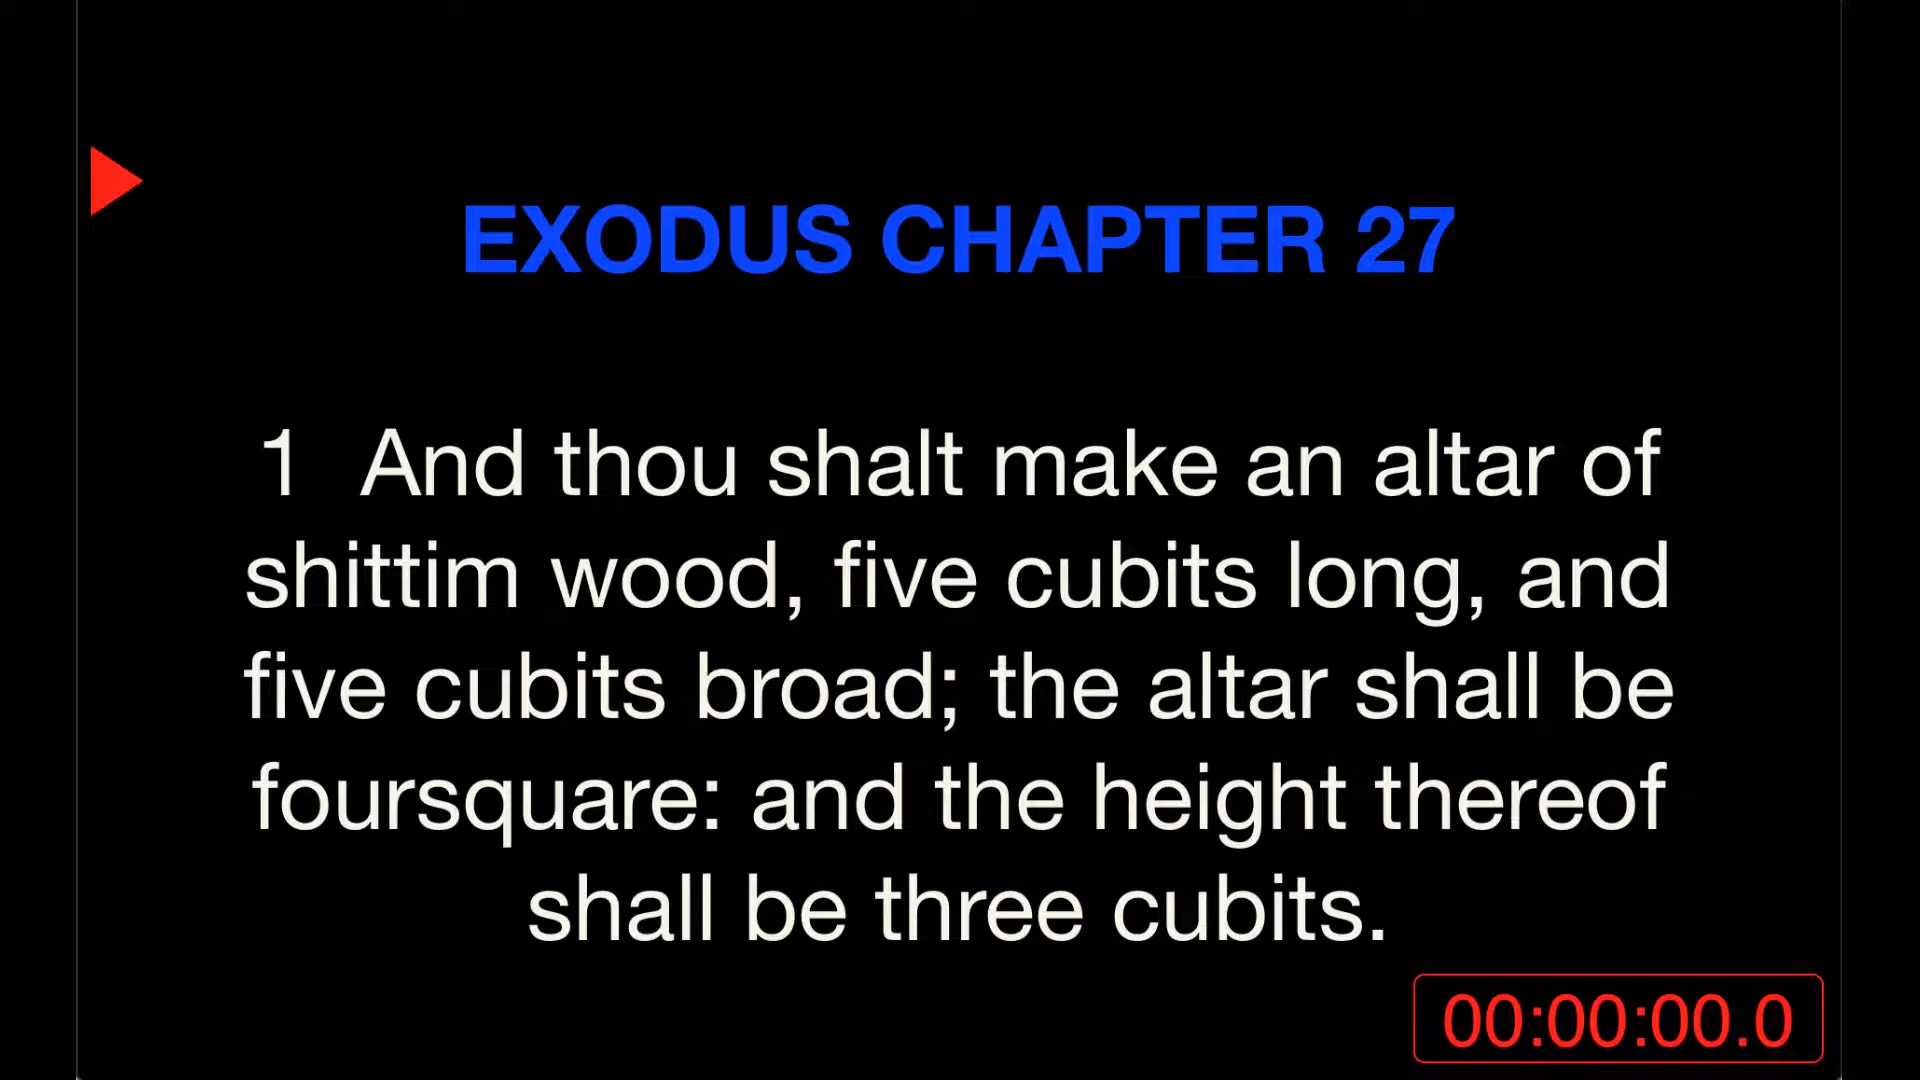 EXODUS CHAPTER 27
1 And thou shalt make an altar of
shittim wood, five cubits long, and
five cubits broad; the altar shall be
foursquare: and the height thereof
shall be three cubits.
00:00:00.0